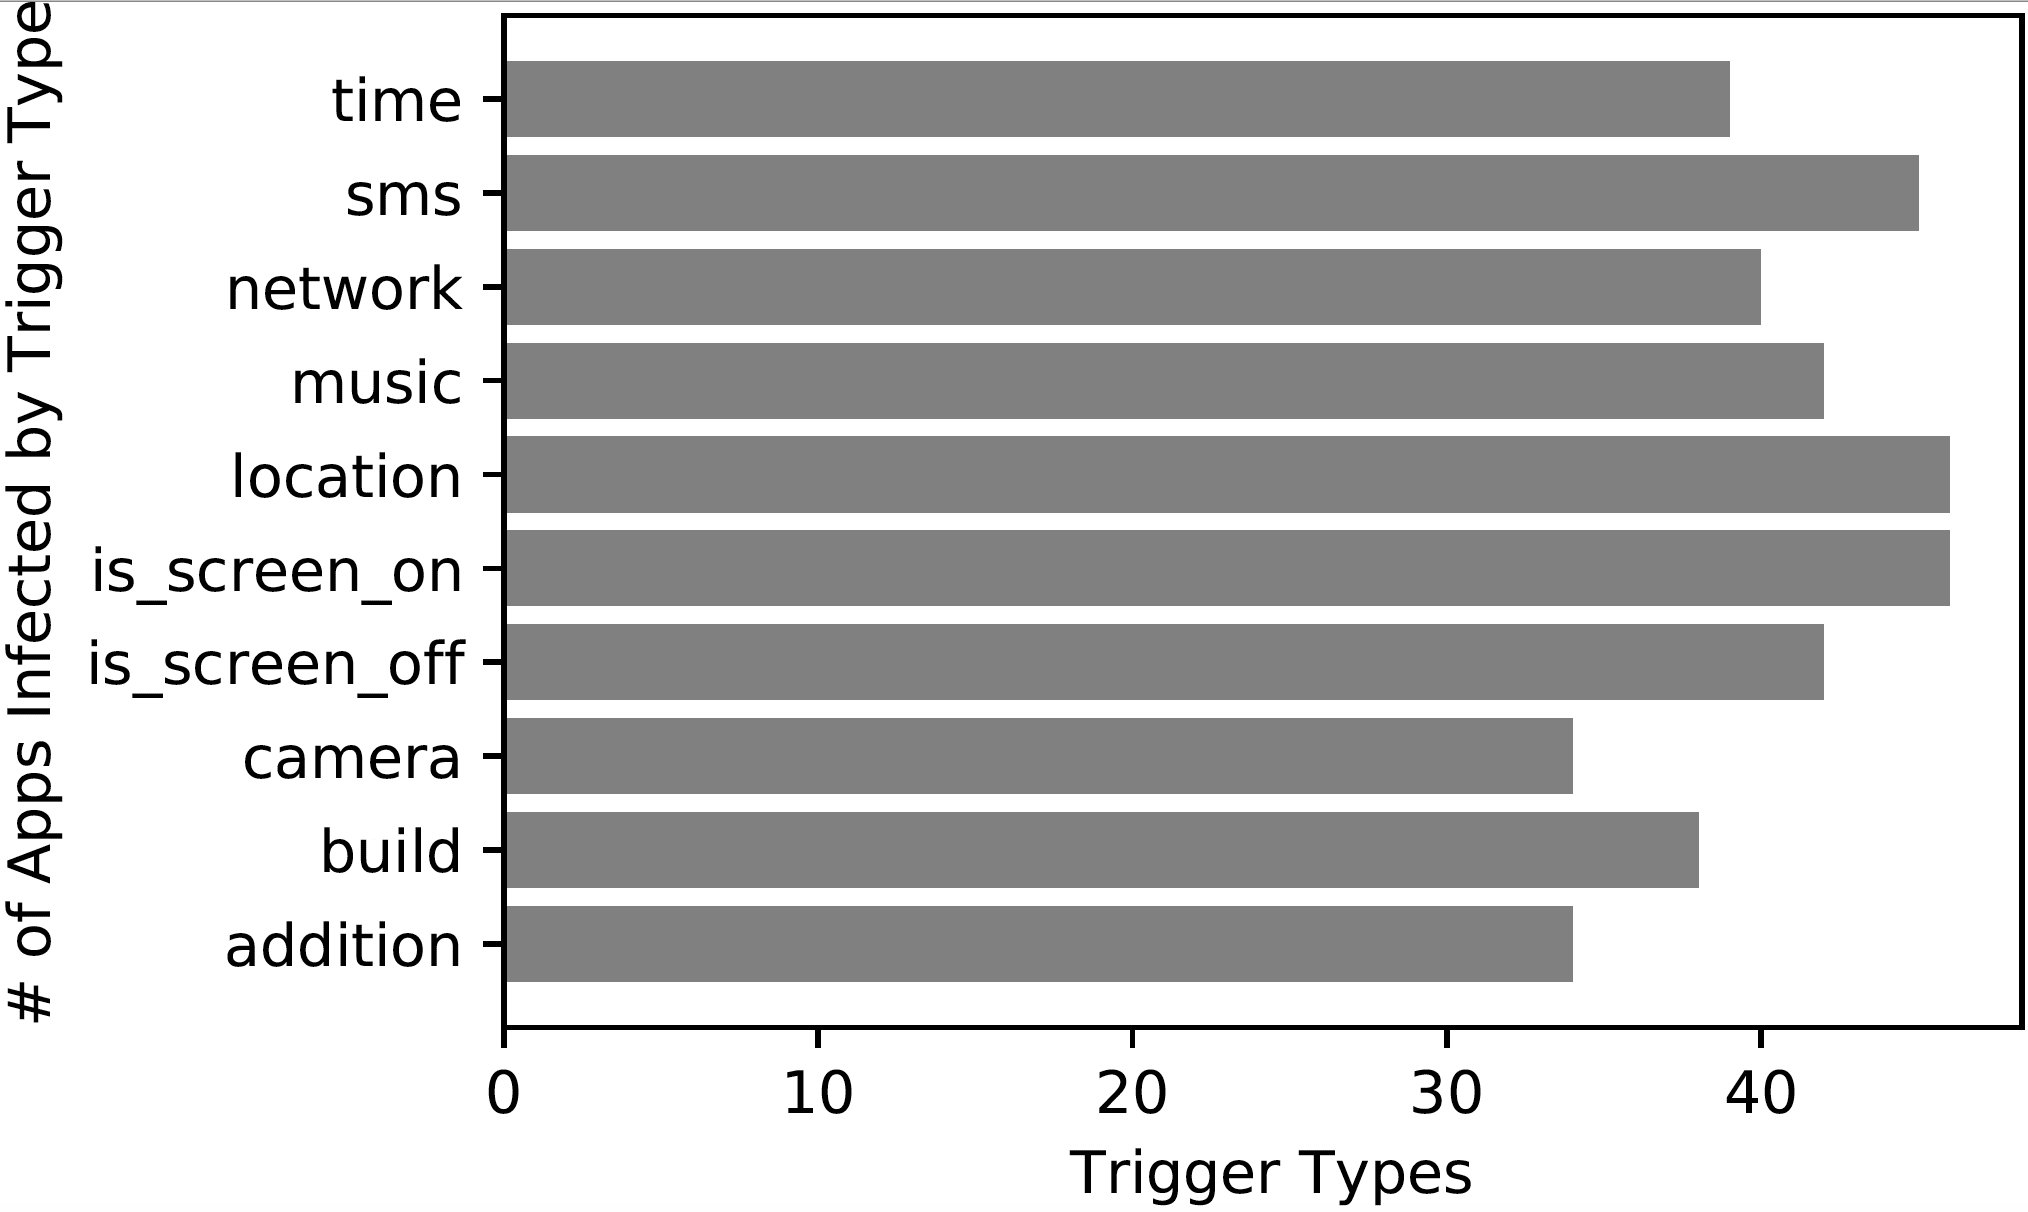 # of Apps Infected by Trigger Type
time
sms
network
music
location
is_screen_on
is_screen_off
camera
build
addition
0 10 20 30 40
Trigger Types